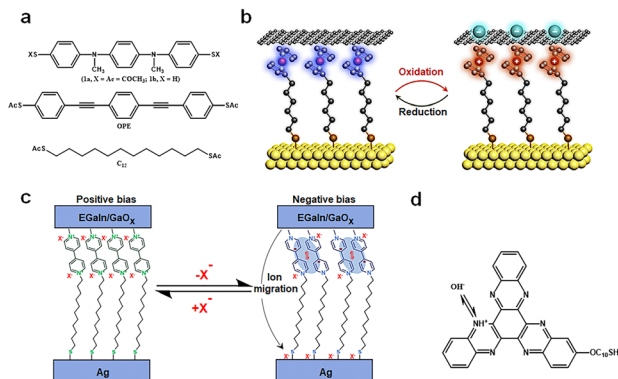 a
XS
N
CH₃
N
CH₃
SX
(1a, X = Ac = COCH₃; 1b, X = H)
AcS
SAc
OPE
AcS
SAc
C₁₂
b
Oxidation
Reduction
c
Positive bias
EGaIn/GaOₓ
X⁻ X⁻ X⁻ X⁻
X⁻ X⁻ X⁻ X⁻
S S S S
Ag
-X⁻
+X⁻
Negative bias
EGaIn/GaOₓ
Ion
migration
X⁻ X⁻ X⁻ X⁻
Ag
d
OH⁻
NH⁺
N
N
N
N
N
OC₁₀SH